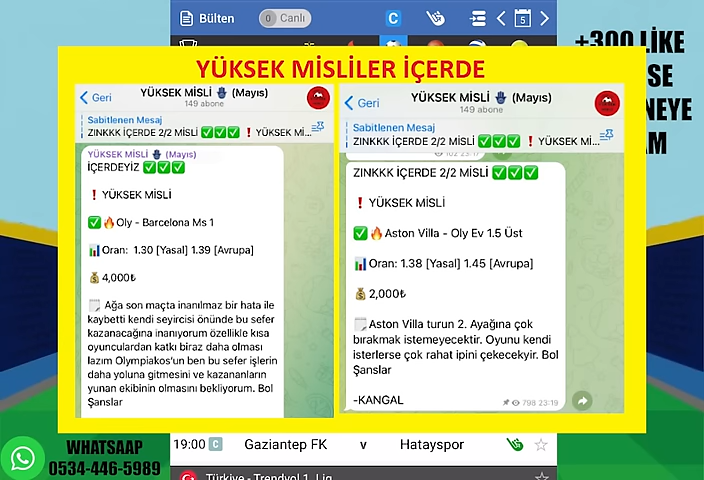 Bülten
0 Canlı
C
5
+300 LİKE
SE
NEYE
AM
YÜKSEK MİSLİLER İÇERDE
Geri
YÜKSEK MİSLİ (Mayıs)
149 abone
Sabitlenen Mesaj
ZINKKK İÇERDE 2/2 MİSLİ ✅✅✅ ❗ YÜKSEK Mİ...
YÜKSEK MİSLİ (Mayıs)
İÇERDEYİZ ✅✅✅
❗ YÜKSEK MİSLİ
✅🔥Oly - Barcelona Ms 1
📊Oran: 1.30 [Yasal] 1.39 [Avrupa]
💰4,000₺
🗒 Ağa son maçta inanılmaz bir hata ile
kaybetti kendi seyircisi önünde bu sefer
kazanacağına inanıyorum özellikle kısa
oyunculardan katkı biraz daha olması
lazım Olympiakos'un ben bu sefer işlerin
daha yoluna gitmesini ve kazananların
yunan ekibinin olmasını bekliyorum. Bol
Şanslar
Geri
YÜKSEK MİSLİ (Mayıs)
149 abone
Sabitlenen Mesaj
ZINKKK İÇERDE 2/2 MİSLİ ✅✅✅ ❗ YÜKSEK Mİ...
ZINKKK İÇERDE 2/2 MİSLİ ✅✅✅
❗ YÜKSEK MİSLİ
✅🔥Aston Villa - Oly Ev 1.5 Üst
📊Oran: 1.38 [Yasal] 1.45 [Avrupa]
💰2,000₺
🗒Aston Villa turun 2. Ayağına çok
bırakmak istemeyecektir. Oyunu kendi
isterlerse çok rahat ipini çekecekyir. Bol
Şanslar
-KANGAL
798 23:19
19:00 C Gaziantep FK v Hatayspor
Türkiye - Trendyol 1. Lig
WHATSAAP
0534-446-5989